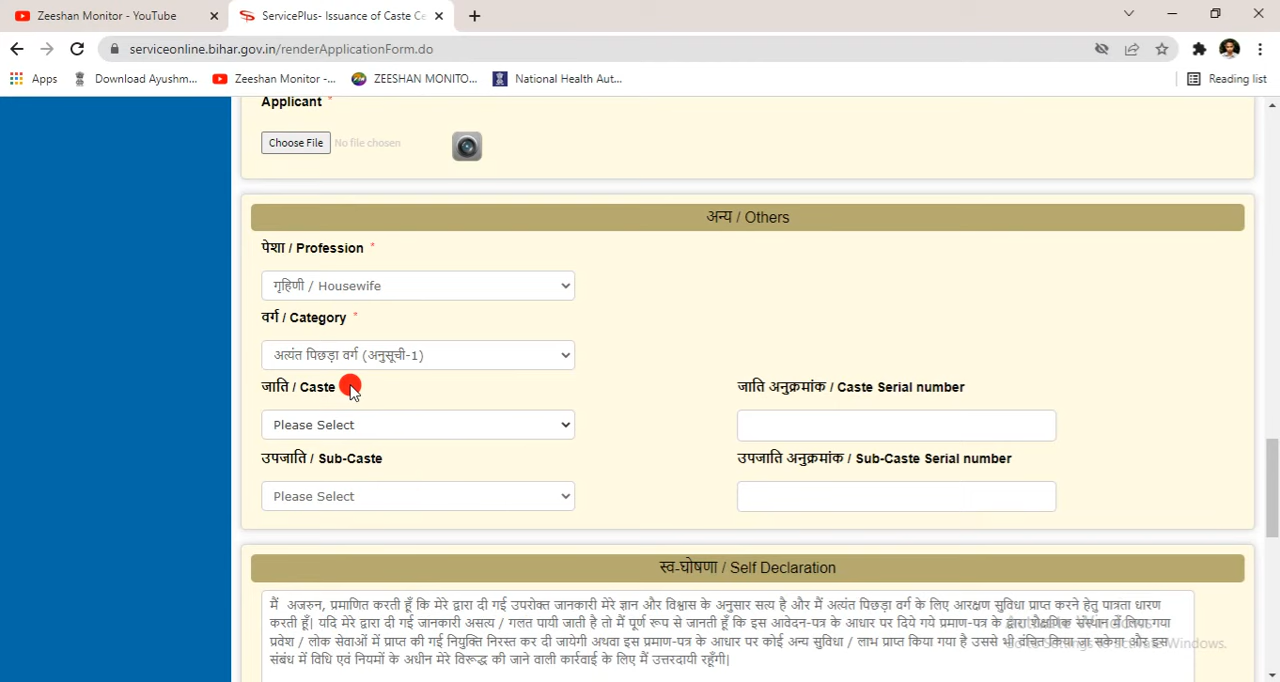 Zeeshan Monitor - YouTube
ServicePlus- Issuance of Caste Ce
serviceonline.bihar.gov.in/renderApplicationForm.do
Apps
Download Ayushm...
Zeeshan Monitor -...
ZEESHAN MONITO...
National Health Aut...
Reading list
Applicant *
Choose File No file chosen
अन्य / Others
पेशा / Profession *
गृहिणी / Housewife
वर्ग / Category *
अत्यंत पिछड़ा वर्ग (अनुसूची-1)
जाति / Caste
जाति अनुक्रमांक / Caste Serial number
Please Select
उपजाति / Sub-Caste
उपजाति अनुक्रमांक / Sub-Caste Serial number
Please Select
स्व-घोषणा / Self Declaration
मैं अजरुन, प्रमाणित करती हूँ कि मेरे द्वारा दी गई उपरोक्त जानकारी मेरे ज्ञान और विश्वास के अनुसार सत्य है और मैं अत्यंत पिछड़ा वर्ग के लिए आरक्षण सुविधा प्राप्त करने हेतु पात्रता धारण
करती हूँ| यदि मेरे द्वारा दी गई जानकारी असत्य / गलत पायी जाती है तो मैं पूर्ण रूप से जानती हूँ कि इस आवेदन-पत्र के आधार पर दिये गये प्रमाण-पत्र के द्वारा शैक्षणिक संस्थान में लिया गया
प्रवेश / लोक सेवाओं में प्राप्त की गई नियुक्ति निरस्त कर दी जायेगी अथवा इस प्रमाण-पत्र के आधार पर कोई अन्य सुविधा / लाभ प्राप्त किया गया है उससे भी वंचित किया जा सकेगा और इस
संबंध में विधि एवं नियमों के अधीन मेरे विरूद्ध की जाने वाली कार्रवाई के लिए मैं उत्तरदायी रहूँगी|
Go to Settings to Activate Windows.